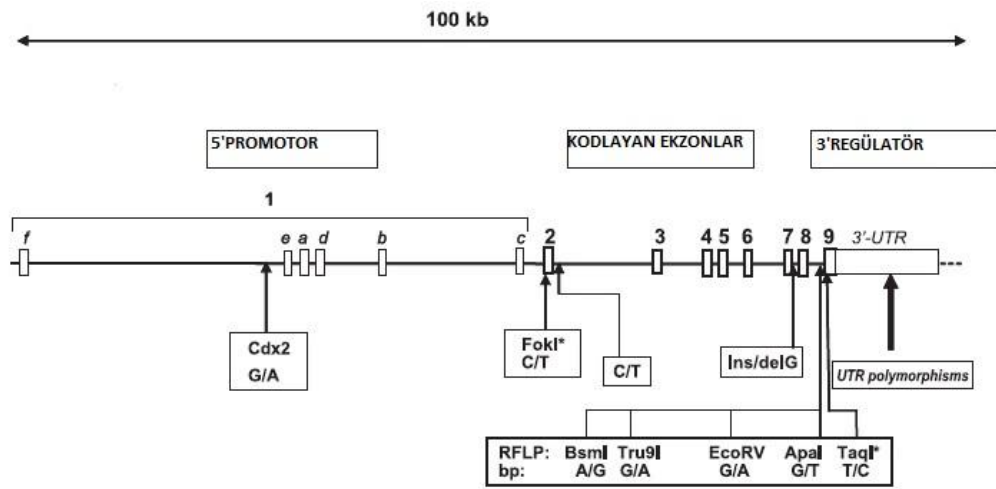 100 kb
5'PROMOTOR KODLAYAN EKZONLAR 3'REGÜLATÖR
1
f e a d b c 2 3 4 5 6 7 8 9 3'-UTR
Cdx2
G/A
FokI*
C/T
C/T
Ins/delG
UTR polymorphisms
RFLP: BsmI Tru9I EcoRV ApaI TaqI*
bp: A/G G/A G/A G/T T/C